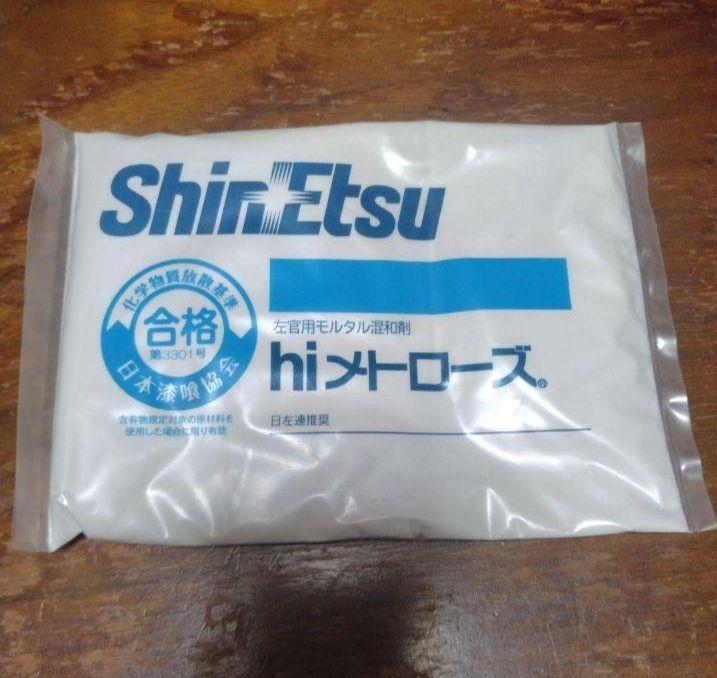 ShinEtsu
化学物質放散基準
合格
第3301号
日本漆喰協会
含有物規定対象の原材料を
使用した場合に限り有効
左官用モルタル混和剤
hiメトローズ®
日左連推奨